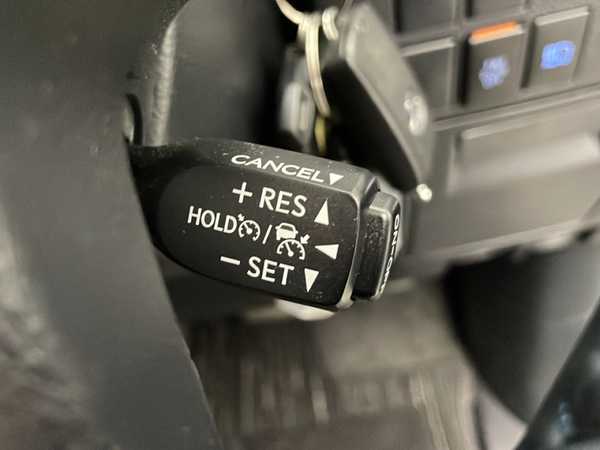 CANCEL▼
+ RES ▲
HOLD / ◀
− SET ▼